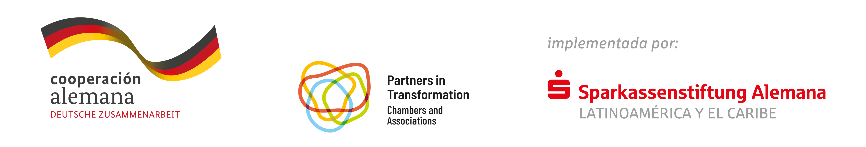 cooperación
alemana
DEUTSCHE ZUSAMMENARBEIT
Partners in
Transformation
Chambers and
Associations
implementada por:
Sparkassenstiftung Alemana
LATINOAMÉRICA Y EL CARIBE